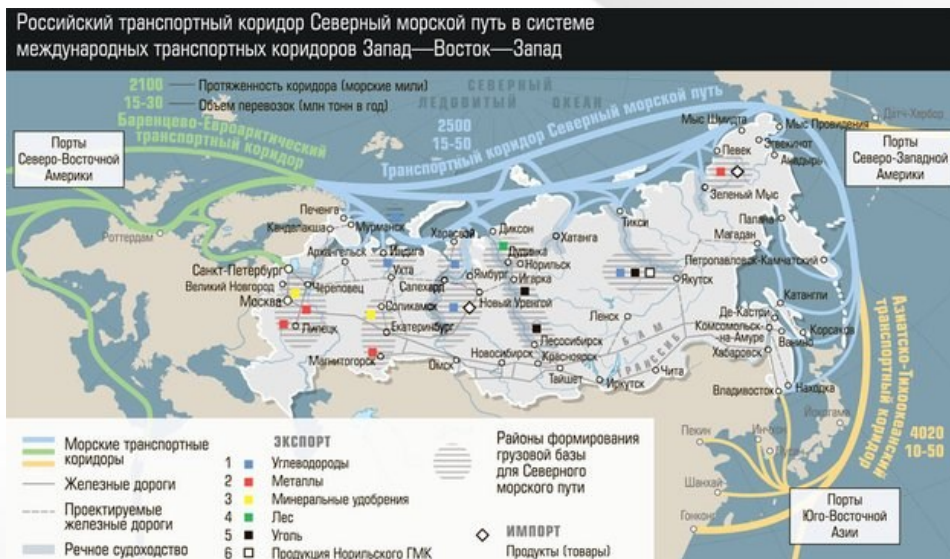 Российский транспортный коридор Северный морской путь в системе
международных транспортных коридоров Запад—Восток—Запад
2100 Протяженность коридора (морские мили)
15-30 Объем перевозок (млн тонн в год)
Баренцево-Евроарктический
транспортный коридор
СЕВЕРНЫЙ
ЛЕДОВИТЫЙ ОКЕАН
2500
15-50
Транспортный коридор Северный морской путь
Порты
Северо-Восточной
Америки
Порты
Северо-Западной
Америки
Датч-Харбор
Мыс Шмидта
Мыс Провидения
Эгвекинот
Анадырь
Певек
Зеленый Мыс
Роттердам
Печенга
Кандалакша
Мурманск
Харасвэй
Диксон
Хатанга
Тикси
Палана
Магадан
Архангельск
Индига
Дудинка
Норильск
Санкт-Петербург
Ухта
Ямбург
Игарка
Якутск
Петропавловск-Камчатский
Великий Новгород
Череповец
Салехард
Новый Уренгой
Москва
Соликамск
Катангли
Липецк
Екатеринбург
Ленск
БАМ
Де-Кастри
Лесосибирск
Комсомольск-
на-Амуре
Корсаков
Ванино
Магнитогорск
Омск
Новосибирск
Красноярск
ТРАНССИБ
Хабаровск
Тайшет
Иркутск
Чита
Владивосток
Находка
Азиатско-Тихоокеанский
транспортный коридор
4020
10-50
Пекин
Инчхон
Пусан
Йокогама
Шанхай
Гонконг
Порты
Юго-Восточной
Азии
Морские транспортные
коридоры
Железные дороги
Проектируемые
железные дороги
Речное судоходство
ЭКСПОРТ
1 Углеводороды
2 Металлы
3 Минеральные удобрения
4 Лес
5 Уголь
6 Продукция Норильского ГМК
Районы формирования
грузовой базы
для Северного
морского пути
ИМПОРТ
Продукты (товары)